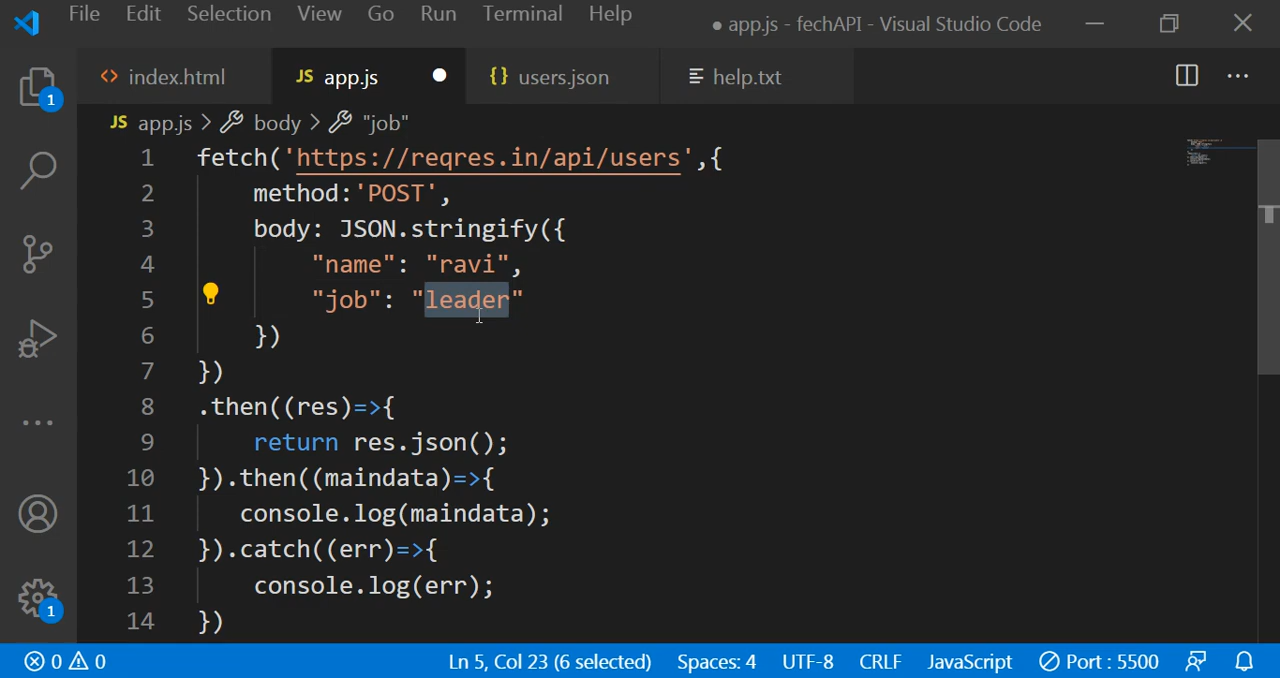 File Edit Selection View Go Run Terminal Help ● app.js - fechAPI - Visual Studio Code
<> index.html JS app.js ● {} users.json help.txt ···
1 JS app.js > body > "job"
1 fetch('https://reqres.in/api/users',{
2 method:'POST',
3 body: JSON.stringify({
4 "name": "ravi",
5 "job": "leader"
6 })
7 })
8 .then((res)=>{
9 return res.json();
10 }).then((maindata)=>{
11 console.log(maindata);
12 }).catch((err)=>{
13 console.log(err);
14 })
1
0 0 Ln 5, Col 23 (6 selected) Spaces: 4 UTF-8 CRLF JavaScript Port : 5500